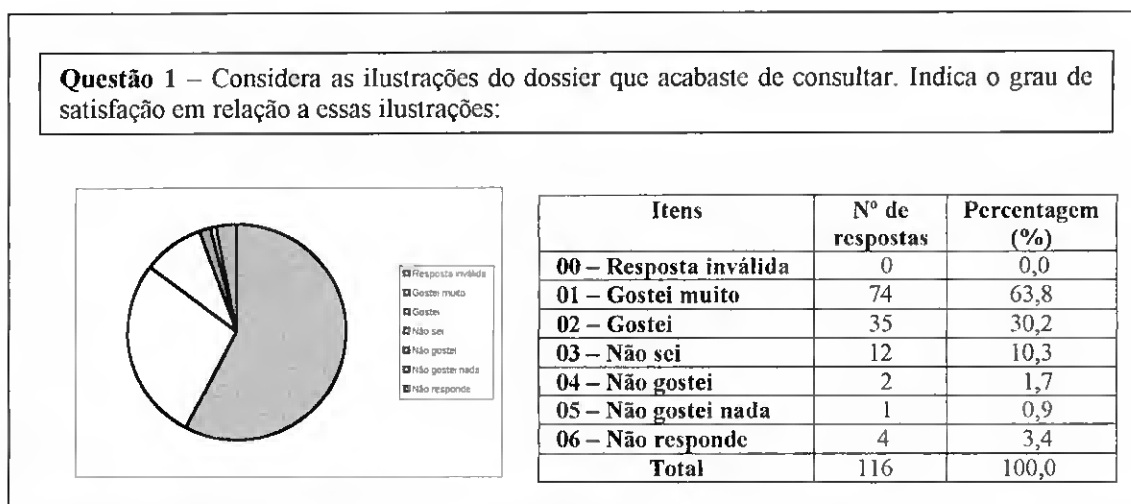 Questão 1 – Considera as ilustrações do dossier que acabaste de consultar. Indica o grau de
satisfação em relação a essas ilustrações:
Resposta inválida
Gostei muito
Gostei
Não sei
Não gostei
Não gostei nada
Não responde
Itens Nº de respostas Percentagem (%)
00 – Resposta inválida 0 0,0
01 – Gostei muito 74 63,8
02 – Gostei 35 30,2
03 – Não sei 12 10,3
04 – Não gostei 2 1,7
05 – Não gostei nada 1 0,9
06 – Não responde 4 3,4
Total 116 100,0